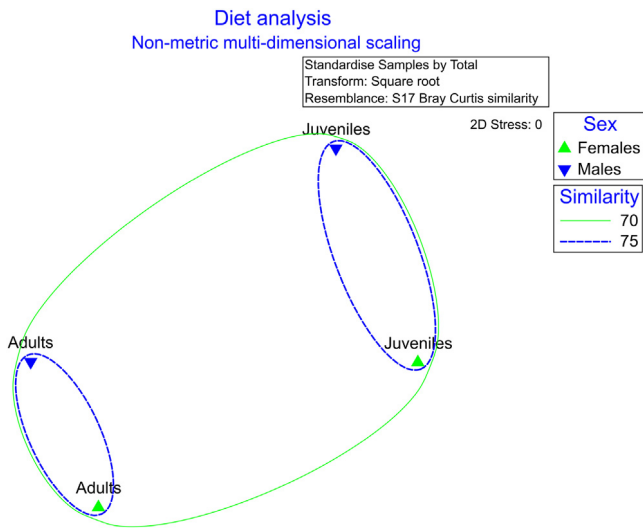 Diet analysis
Non-metric multi-dimensional scaling
Standardise Samples by Total
Transform: Square root
Resemblance: S17 Bray Curtis similarity
2D Stress: 0
Sex
Females
Males
Similarity
70
75
Juveniles
Juveniles
Adults
Adults